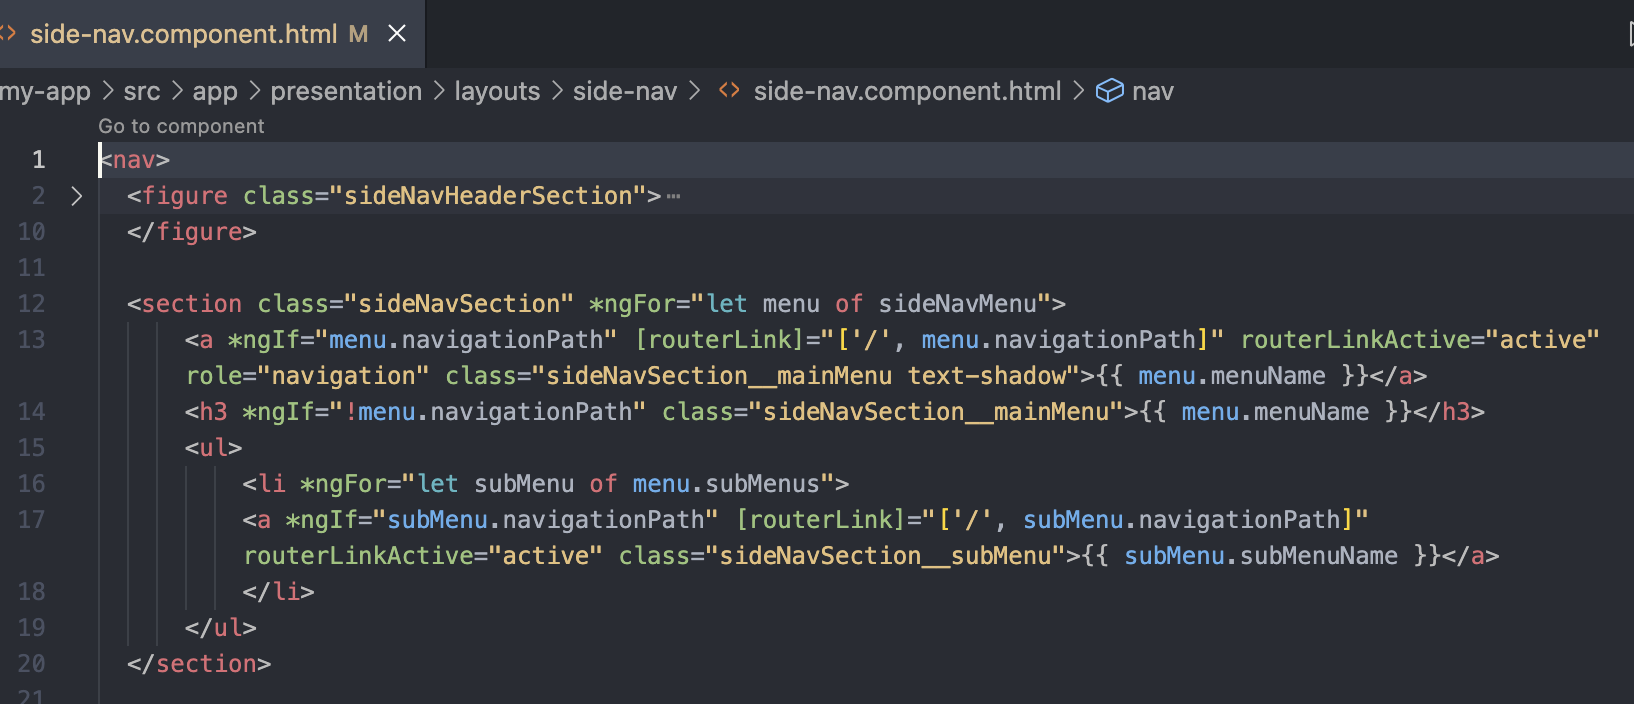 side-nav.component.html M
my-app > src > app > presentation > layouts > side-nav > <> side-nav.component.html > nav
Go to component
1 <nav>
2 > <figure class="sideNavHeaderSection">…
10 </figure>
11
12 <section class="sideNavSection" *ngFor="let menu of sideNavMenu">
13 <a *ngIf="menu.navigationPath" [routerLink]="['/', menu.navigationPath]" routerLinkActive="active"
role="navigation" class="sideNavSection__mainMenu text-shadow">{{ menu.menuName }}</a>
14 <h3 *ngIf="!menu.navigationPath" class="sideNavSection__mainMenu">{{ menu.menuName }}</h3>
15 <ul>
16 <li *ngFor="let subMenu of menu.subMenus">
17 <a *ngIf="subMenu.navigationPath" [routerLink]="['/', subMenu.navigationPath]"
routerLinkActive="active" class="sideNavSection__subMenu">{{ subMenu.subMenuName }}</a>
18 </li>
19 </ul>
20 </section>
21